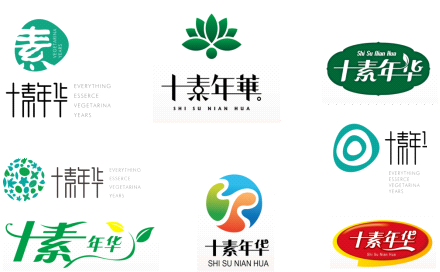 素
VEGETARINA
YEARS
十素年华
EVERYTHING
ESSENCE
VEGETARINA
YEARS
十素年華。
SHI SU NIAN HUA
Shi Su Nian Hua
十素年华
十素年华
EVERYTHING
ESSENCE
VEGETARINA
YEARS
十素年
EVERYTHING
ESSENCE
VEGETARINA
YEARS
十素年华
十素年华
SHI SU NIAN HUA
十素年华
Shi Su Nian Hua